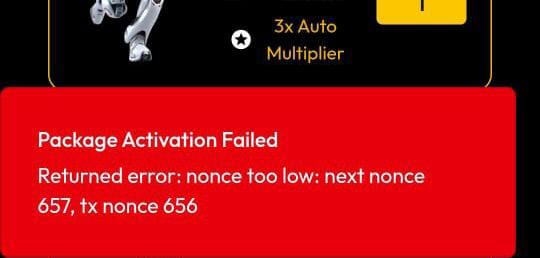 3x Auto
Multiplier
Package Activation Failed
Returned error: nonce too low: next nonce
657, tx nonce 656